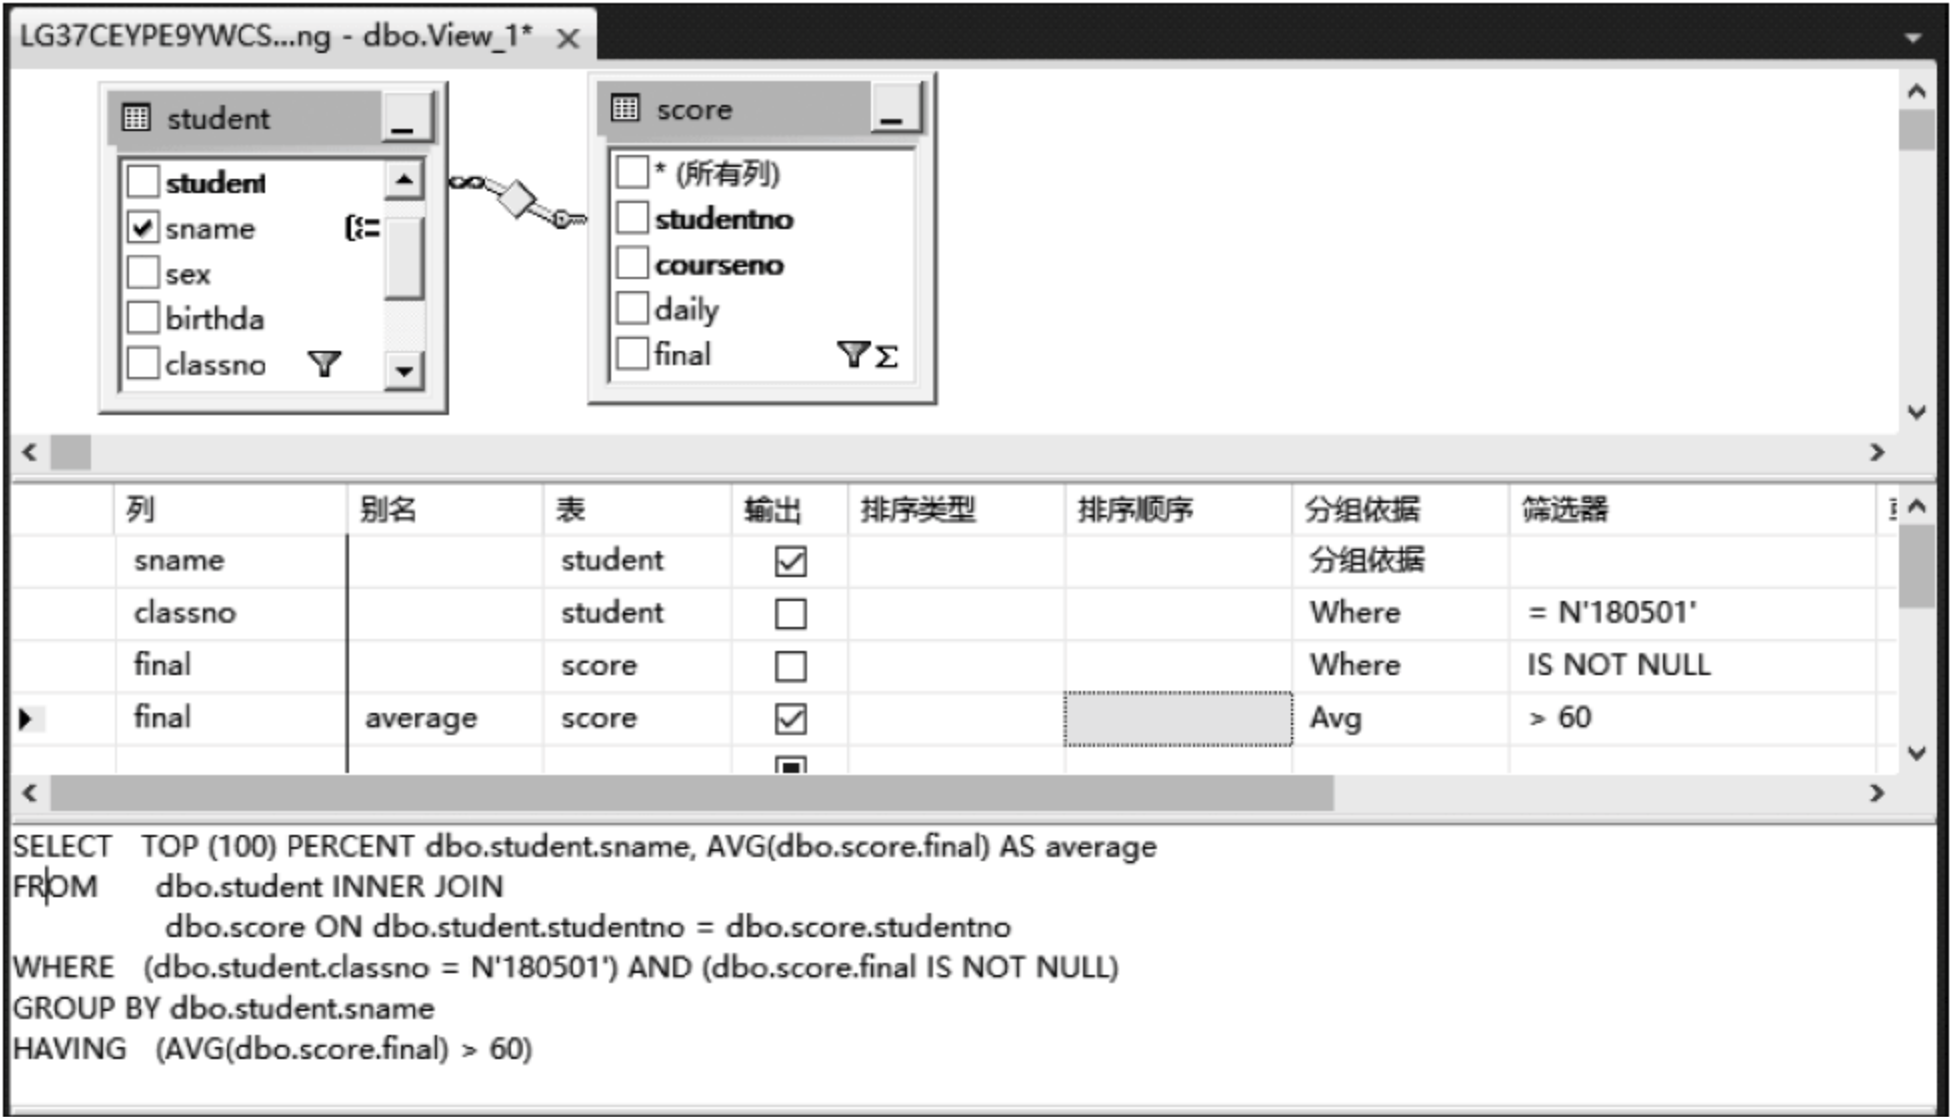 LG37CEYPE9YWCS...ng - dbo.View_1*
student
student
sname
sex
birthda
classno
score
* (所有列)
studentno
courseno
daily
final
列 别名 表 输出 排序类型 排序顺序 分组依据 筛选器
sname student 分组依据
classno student Where = N'180501'
final score Where IS NOT NULL
final average score Avg > 60
SELECT TOP (100) PERCENT dbo.student.sname, AVG(dbo.score.final) AS average
FROM dbo.student INNER JOIN
dbo.score ON dbo.student.studentno = dbo.score.studentno
WHERE (dbo.student.classno = N'180501') AND (dbo.score.final IS NOT NULL)
GROUP BY dbo.student.sname
HAVING (AVG(dbo.score.final) > 60)